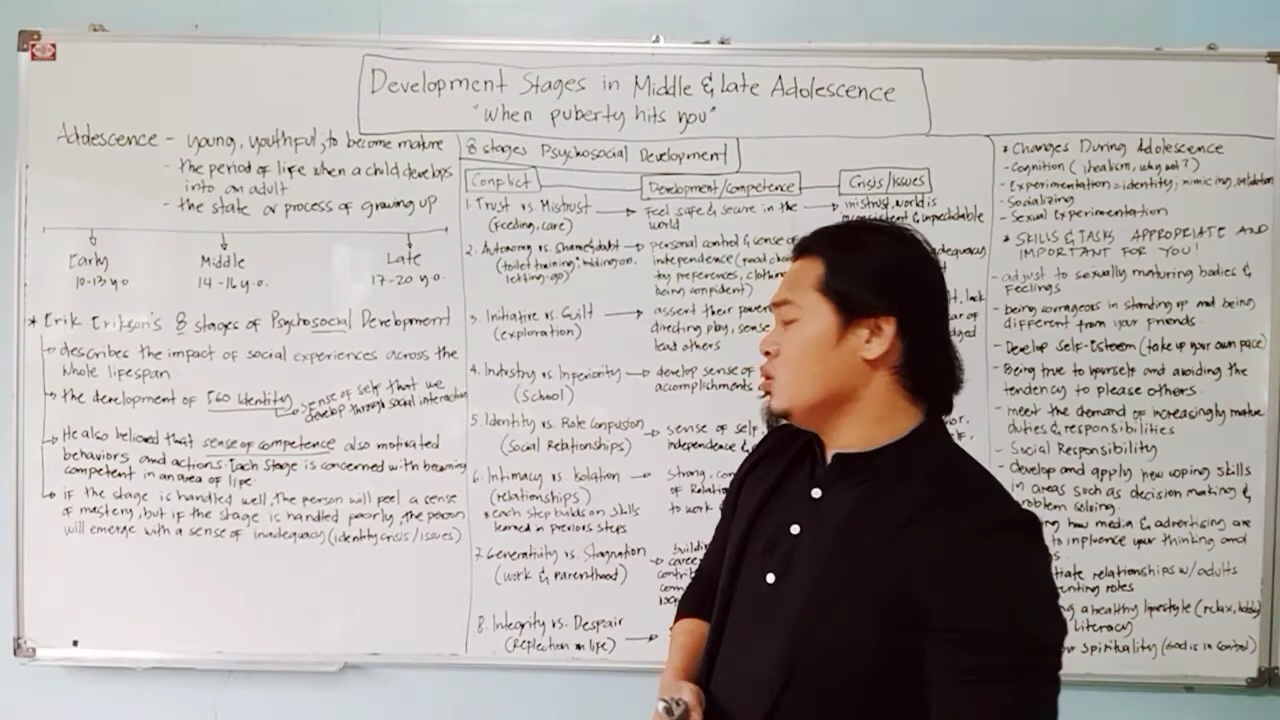 Development Stages in Middle & Late Adolescence
"When puberty hits you"
Adolescence - young, youthful, to become mature
- the period of life when a child develops
into an adult
- the state or process of growing up
Early Middle Late
10-13 y.o 14-16 y.o. 17-20 y.o.
* Erik Erikson's 8 stages of Psychosocial Development
describes the impact of social experiences across the
whole lifespan
the development of EGO Identity → sense of self that we
develop through social interaction
He also believed that sense of competence also motivated
behaviors and actions. Each stage is concerned with becoming
competent in an area of life.
if the stage is handled well, the person will feel a sense
of mastery, but if the stage is handled poorly, the person
will emerge with a sense of inadequacy (identity crisis / issues)
8 stages Psychosocial Development
Conflict Development/competence Crisis/Issues
1. Trust vs. Mistrust → Feel safe & secure in the → mistrust, world is
(feeding, care) world inconsistent & unpredictable
2. Autonomy vs. Shame & doubt → personal control & sense of
(toilet training, holding on, independence (food
letting-go) toy preferences,
being confident)
3. Initiative vs. Guilt → assert their power
(exploration) directing play, sense
lead others
4. Industry vs Inferiority → develop sense of
(School) accomplishments
5. Identity vs. Role Confusion → sense of self
(Social Relationships) independence &
6. Intimacy vs. Isolation → strong,
(relationships) of
* each step builds on skills to work
learned in previous steps
7. Generativity vs. Stagnation →
(work & parenthood)
8. Integrity vs. Despair →
(Reflection on life)
* Changes During Adolescence
- Cognition (idealism, why not?)
- Experimentation = identity, mimicing, validation
- Socializing
- Sexual Experimentation
* SKILLS & TASKS APPROPRIATE AND
IMPORTANT FOR YOU!
- adjust to sexually maturing bodies &
feelings
- being courageous in standing up and being
different from your friends.
- Develop Self-Esteem (take up your own pace)
- Being true to yourself and avoiding the
tendency to please others.
- meet the demand of increasingly mature
duties & responsibilities
- Social Responsibility
- develop and apply new coping skills
in areas such as decision making &
problem solving.
how media & advertising are
to influence your thinking and
relationships w/ adults
roles
a healthy lifestyle (relax, hobby)
literacy
spirituality (God is in control)